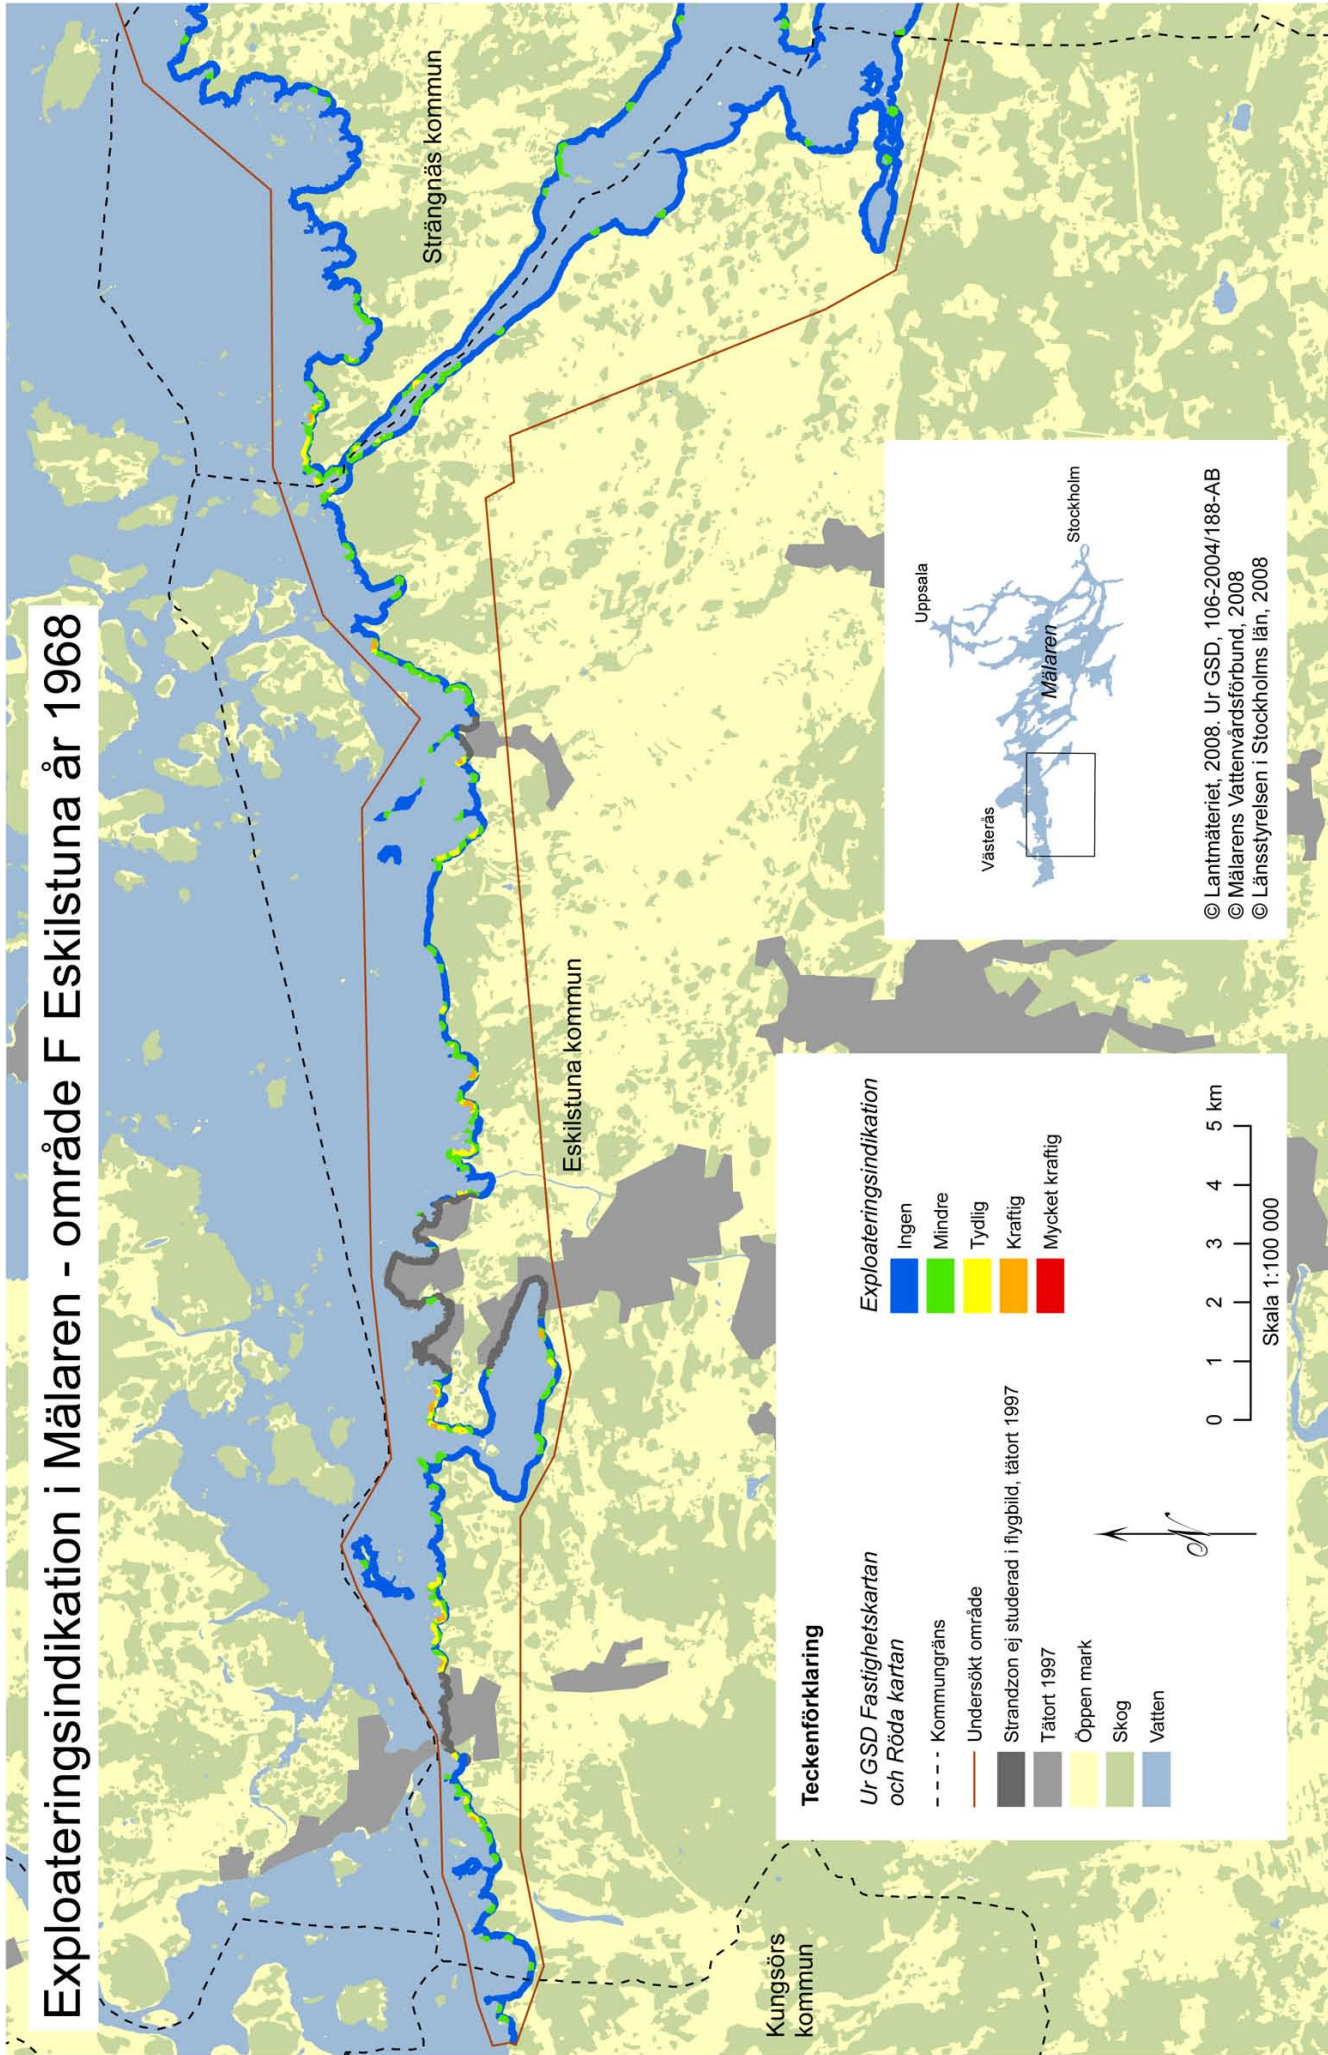 Exploateringsindikation i Mälaren - område F Eskilstuna år 1968
Strängnäs kommun
Eskilstuna kommun
Kungsörs
kommun
Teckenförklaring
Ur GSD Fastighetskartan
och Röda kartan
Kommungräns
Undersökt område
Strandzon ej studerad i flygbild, tätort 1997
Tätort 1997
Öppen mark
Skog
Vatten
Exploateringsindikation
Ingen
Mindre
Tydlig
Kraftig
Mycket kraftig
N
0 1 2 3 4 5 km
Skala 1:100 000
Uppsala
Västerås
Mälaren
Stockholm
© Lantmäteriet, 2008. Ur GSD, 106-2004/188-AB
© Mälarens Vattenvårdsförbund, 2008
© Länsstyrelsen i Stockholms län, 2008